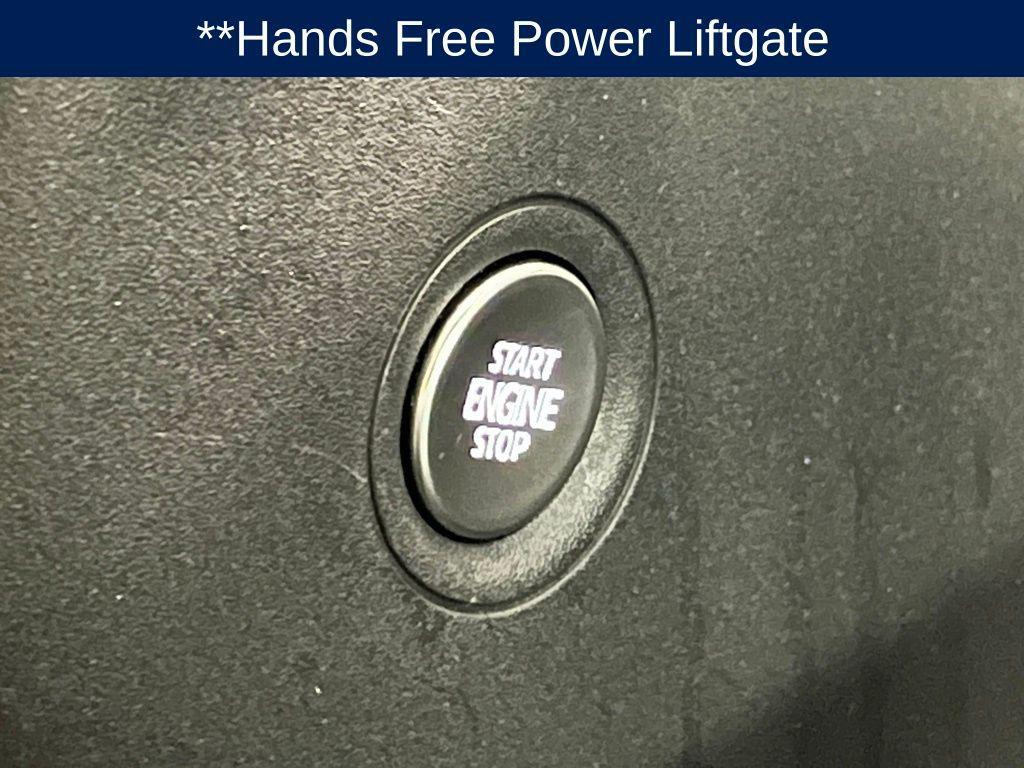 **Hands Free Power Liftgate
START
ENGINE
STOP